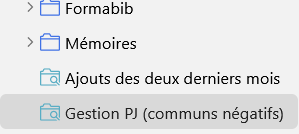 Formabib
Mémoires
Ajouts des deux derniers mois
Gestion PJ (communs négatifs)